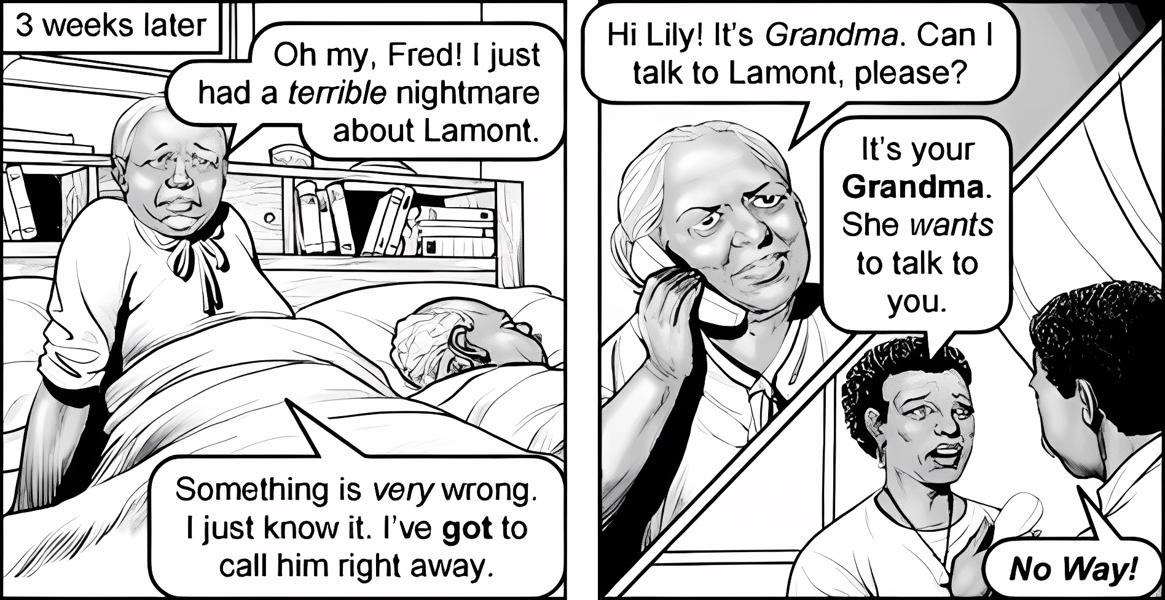 3 weeks later
Oh my, Fred! I just
had a terrible nightmare
about Lamont.
Something is very wrong.
I just know it. I've got to
call him right away.
Hi Lily! It's Grandma. Can I
talk to Lamont, please?
It's your
Grandma.
She wants
to talk to
you.
No Way!